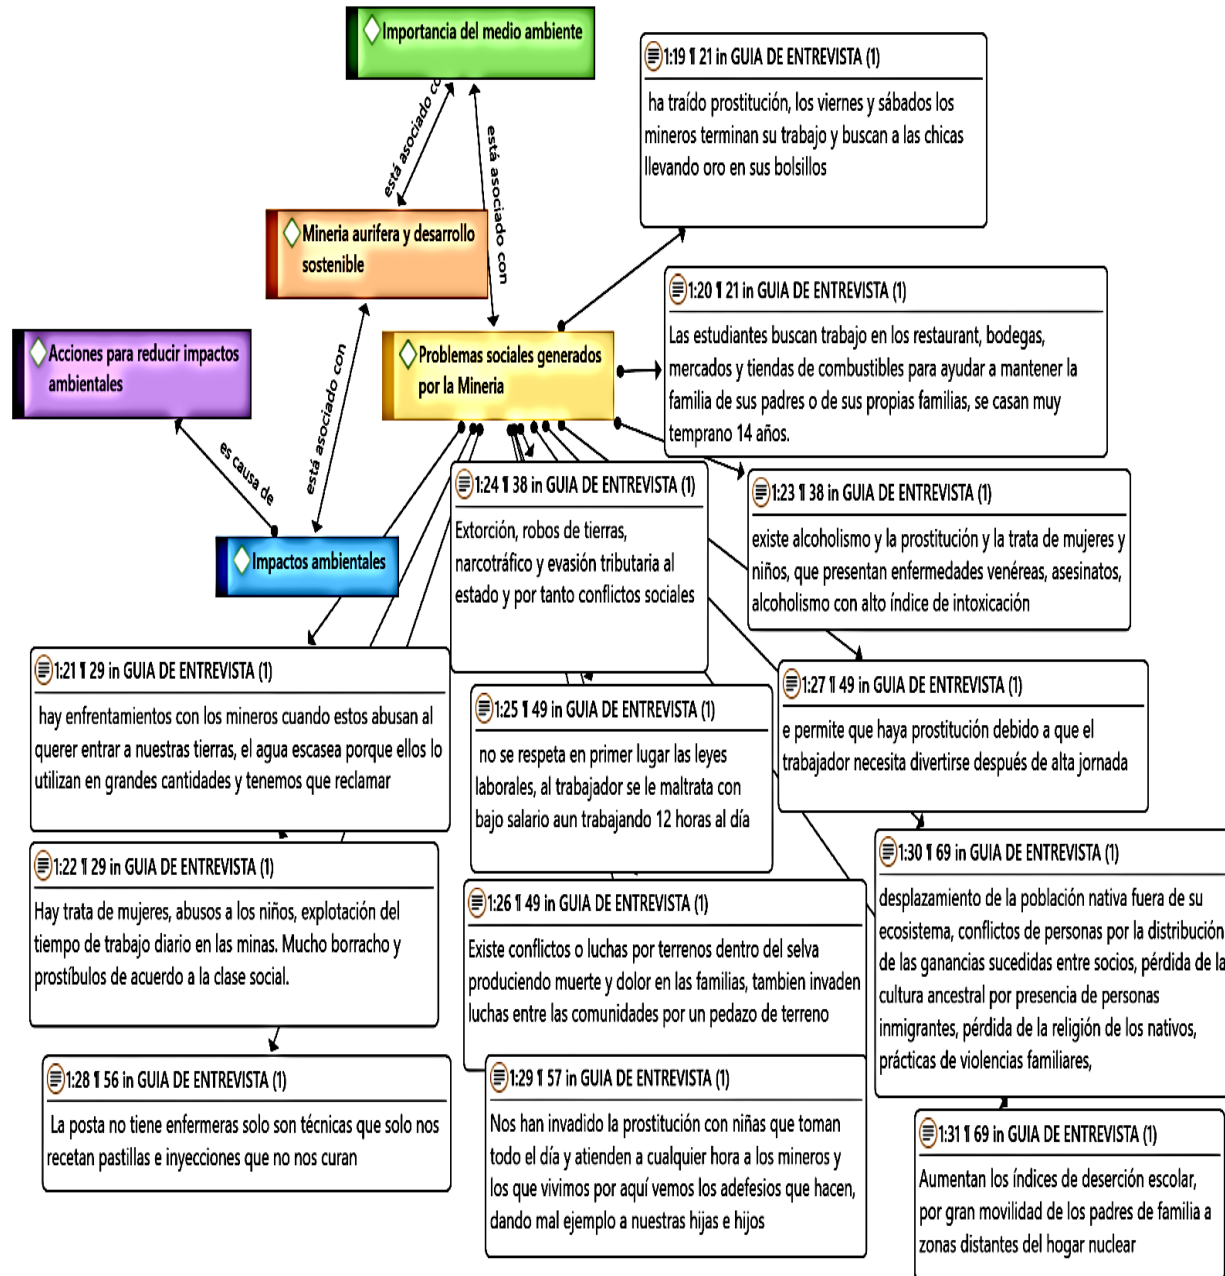 Importancia del medio ambiente
está asociado co
está asociado con
Mineria aurifera y desarrollo
sostenible
Acciones para reducir impactos
ambientales
es causa de
está asociado con
Impactos ambientales
Problemas sociales generados
por la Mineria
1:19 ¶ 21 in GUIA DE ENTREVISTA (1)
ha traído prostitución, los viernes y sábados los
mineros terminan su trabajo y buscan a las chicas
llevando oro en sus bolsillos
1:20 ¶ 21 in GUIA DE ENTREVISTA (1)
Las estudiantes buscan trabajo en los restaurant, bodegas,
mercados y tiendas de combustibles para ayudar a mantener la
familia de sus padres o de sus propias familias, se casan muy
temprano 14 años.
1:24 ¶ 38 in GUIA DE ENTREVISTA (1)
Extorción, robos de tierras,
narcotráfico y evasión tributaria al
estado y por tanto conflictos sociales
1:23 ¶ 38 in GUIA DE ENTREVISTA (1)
existe alcoholismo y la prostitución y la trata de mujeres y
niños, que presentan enfermedades venéreas, asesinatos,
alcoholismo con alto índice de intoxicación
1:21 ¶ 29 in GUIA DE ENTREVISTA (1)
hay enfrentamientos con los mineros cuando estos abusan al
querer entrar a nuestras tierras, el agua escasea porque ellos lo
utilizan en grandes cantidades y tenemos que reclamar
1:25 ¶ 49 in GUIA DE ENTREVISTA (1)
no se respeta en primer lugar las leyes
laborales, al trabajador se le maltrata con
bajo salario aun trabajando 12 horas al día
1:27 ¶ 49 in GUIA DE ENTREVISTA (1)
e permite que haya prostitución debido a que el
trabajador necesita divertirse después de alta jornada
1:22 ¶ 29 in GUIA DE ENTREVISTA (1)
Hay trata de mujeres, abusos a los niños, explotación del
tiempo de trabajo diario en las minas. Mucho borracho y
prostíbulos de acuerdo a la clase social.
1:26 ¶ 49 in GUIA DE ENTREVISTA (1)
Existe conflictos o luchas por terrenos dentro del selva
produciendo muerte y dolor en las familias, tambien invaden
luchas entre las comunidades por un pedazo de terreno
1:30 ¶ 69 in GUIA DE ENTREVISTA (1)
desplazamiento de la población nativa fuera de su
ecosistema, conflictos de personas por la distribución
de las ganancias sucedidas entre socios, pérdida de la
cultura ancestral por presencia de personas
inmigrantes, pérdida de la religión de los nativos,
prácticas de violencias familiares,
1:28 ¶ 56 in GUIA DE ENTREVISTA (1)
La posta no tiene enfermeras solo son técnicas que solo nos
recetan pastillas e inyecciones que no nos curan
1:29 ¶ 57 in GUIA DE ENTREVISTA (1)
Nos han invadido la prostitución con niñas que toman
todo el día y atienden a cualquier hora a los mineros y
los que vivimos por aquí vemos los adefesios que hacen,
dando mal ejemplo a nuestras hijas e hijos
1:31 ¶ 69 in GUIA DE ENTREVISTA (1)
Aumentan los índices de deserción escolar,
por gran movilidad de los padres de familia a
zonas distantes del hogar nuclear